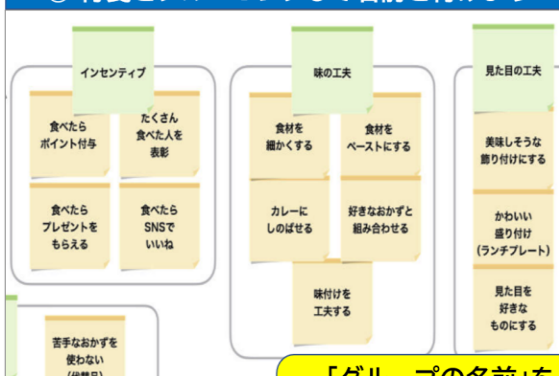 インセンティブ
食べたら
ポイント付与
たくさん
食べた人を
表彰
食べたら
プレゼントを
もらえる
食べたら
SNSで
いいね
味の工夫
食材を
細かくする
食材を
ペーストにする
カレーに
しのばせる
好きなおかずと
組み合わせる
味付けを
工夫する
見た目の工夫
美味しそうな
飾り付けにする
かわいい
盛り付け
(ランチプレート)
見た目を
好きな
ものにする
苦手なおかずを
使わない
「グループの名前」を